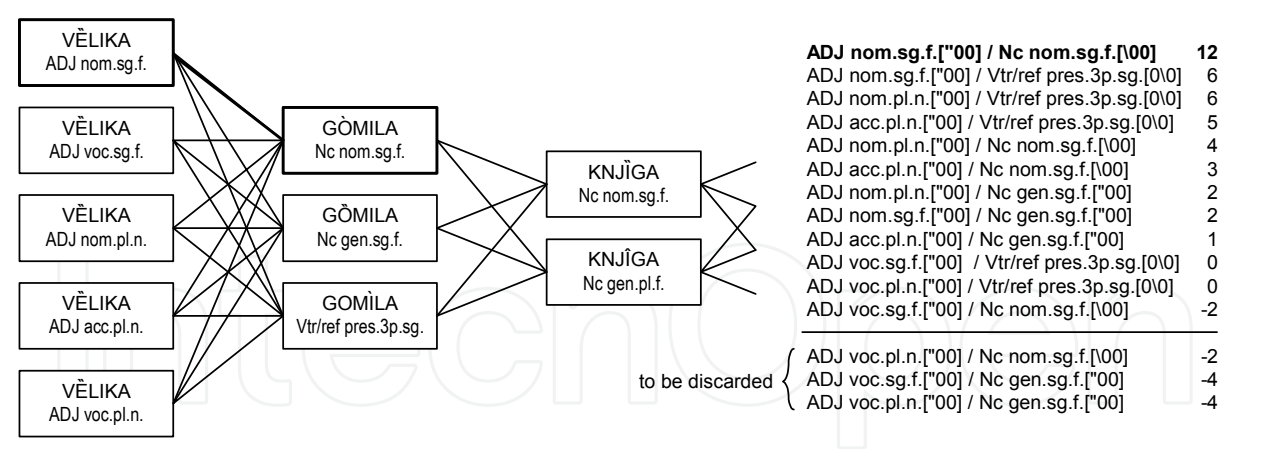 VȄLIKA
ADJ nom.sg.f.
VȄLIKA
ADJ voc.sg.f.
VȄLIKA
ADJ nom.pl.n.
VȄLIKA
ADJ acc.pl.n.
VȄLIKA
ADJ voc.pl.n.
GÒMILA
Nc nom.sg.f.
GȌMILA
Nc gen.sg.f.
GOMÌLA
Vtr/ref pres.3p.sg.
KNJȈGA
Nc nom.sg.f.
KNJÎGA
Nc gen.pl.f.
ADJ nom.sg.f.["00] / Nc nom.sg.f.[\00] 12
ADJ nom.sg.f.["00] / Vtr/ref pres.3p.sg.[0\0] 6
ADJ nom.pl.n.["00] / Vtr/ref pres.3p.sg.[0\0] 6
ADJ acc.pl.n.["00] / Vtr/ref pres.3p.sg.[0\0] 5
ADJ nom.pl.n.["00] / Nc nom.sg.f.[\00] 4
ADJ acc.pl.n.["00] / Nc nom.sg.f.[\00] 3
ADJ nom.pl.n.["00] / Nc gen.sg.f.["00] 2
ADJ nom.sg.f.["00] / Nc gen.sg.f.["00] 2
ADJ acc.pl.n.["00] / Nc gen.sg.f.["00] 1
ADJ voc.sg.f.["00] / Vtr/ref pres.3p.sg.[0\0] 0
ADJ voc.pl.n.["00] / Vtr/ref pres.3p.sg.[0\0] 0
ADJ voc.sg.f.["00] / Nc nom.sg.f.[\00] -2
to be discarded
ADJ voc.pl.n.["00] / Nc nom.sg.f.[\00] -2
ADJ voc.sg.f.["00] / Nc gen.sg.f.["00] -4
ADJ voc.pl.n.["00] / Nc gen.sg.f.["00] -4
IntechOpen